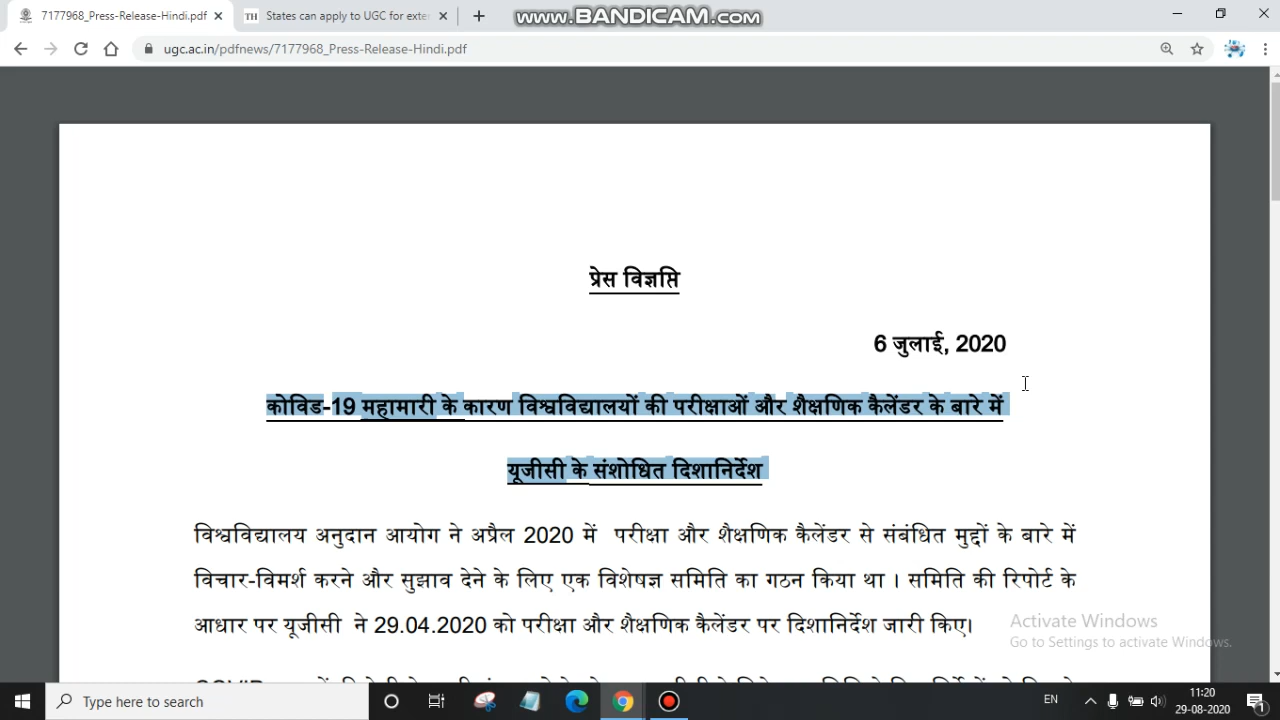 7177968_Press-Release-Hindi.pdf
TH States can apply to UGC for exte
www.BANDICAM.com
ugc.ac.in/pdfnews/7177968_Press-Release-Hindi.pdf
प्रेस विज्ञप्ति
6 जुलाई, 2020
कोविड-19 महामारी के कारण विश्वविद्यालयों की परीक्षाओं और शैक्षणिक कैलेंडर के बारे में
यूजीसी के संशोधित दिशानिर्देश
विश्वविद्यालय अनुदान आयोग ने अप्रैल 2020 में परीक्षा और शैक्षणिक कैलेंडर से संबंधित मुद्दों के बारे में
विचार-विमर्श करने और सुझाव देने के लिए एक विशेषज्ञ समिति का गठन किया था । समिति की रिपोर्ट के
आधार पर यूजीसी ने 29.04.2020 को परीक्षा और शैक्षणिक कैलेंडर पर दिशानिर्देश जारी किए।
Activate Windows
Go to Settings to activate Windows.
Type here to search
EN
11:20
29-08-2020
1